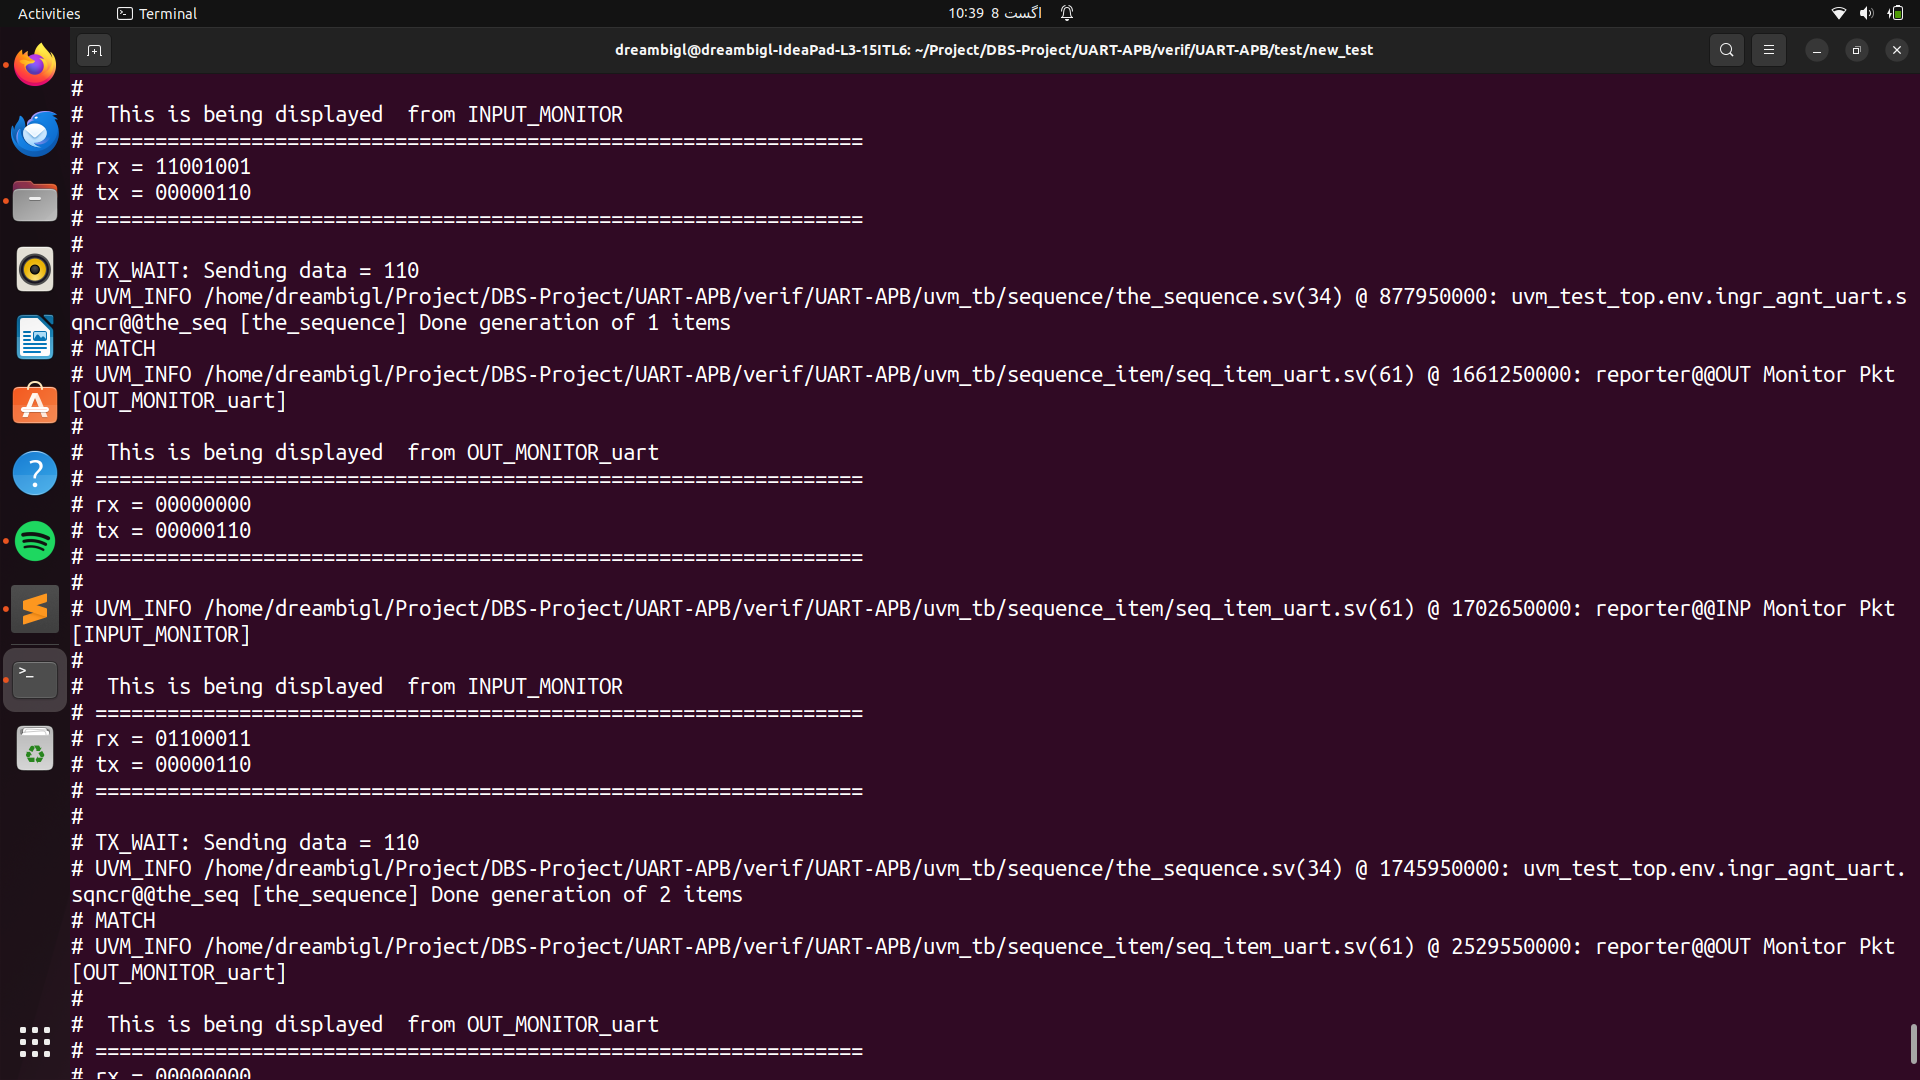 Activities
Terminal
10:39 8 اگست
dreambigl@dreambigl-IdeaPad-L3-15ITL6: ~/Project/DBS-Project/UART-APB/verif/UART-APB/test/new_test
#
#  This is being displayed  from INPUT_MONITOR
# ================================================================
# rx = 11001001
# tx = 00000110
# ================================================================
#
# TX_WAIT: Sending data = 110
# UVM_INFO /home/dreambigl/Project/DBS-Project/UART-APB/verif/UART-APB/uvm_tb/sequence/the_sequence.sv(34) @ 877950000: uvm_test_top.env.ingr_agnt_uart.s
qncr@@the_seq [the_sequence] Done generation of 1 items
# MATCH
# UVM_INFO /home/dreambigl/Project/DBS-Project/UART-APB/verif/UART-APB/uvm_tb/sequence_item/seq_item_uart.sv(61) @ 1661250000: reporter@@OUT Monitor Pkt
[OUT_MONITOR_uart]
#
#  This is being displayed  from OUT_MONITOR_uart
# ================================================================
# rx = 00000000
# tx = 00000110
# ================================================================
#
# UVM_INFO /home/dreambigl/Project/DBS-Project/UART-APB/verif/UART-APB/uvm_tb/sequence_item/seq_item_uart.sv(61) @ 1702650000: reporter@@INP Monitor Pkt
[INPUT_MONITOR]
#
#  This is being displayed  from INPUT_MONITOR
# ================================================================
# rx = 01100011
# tx = 00000110
# ================================================================
#
# TX_WAIT: Sending data = 110
# UVM_INFO /home/dreambigl/Project/DBS-Project/UART-APB/verif/UART-APB/uvm_tb/sequence/the_sequence.sv(34) @ 1745950000: uvm_test_top.env.ingr_agnt_uart.
sqncr@@the_seq [the_sequence] Done generation of 2 items
# MATCH
# UVM_INFO /home/dreambigl/Project/DBS-Project/UART-APB/verif/UART-APB/uvm_tb/sequence_item/seq_item_uart.sv(61) @ 2529550000: reporter@@OUT Monitor Pkt
[OUT_MONITOR_uart]
#
#  This is being displayed  from OUT_MONITOR_uart
# ================================================================
# rx = 00000000